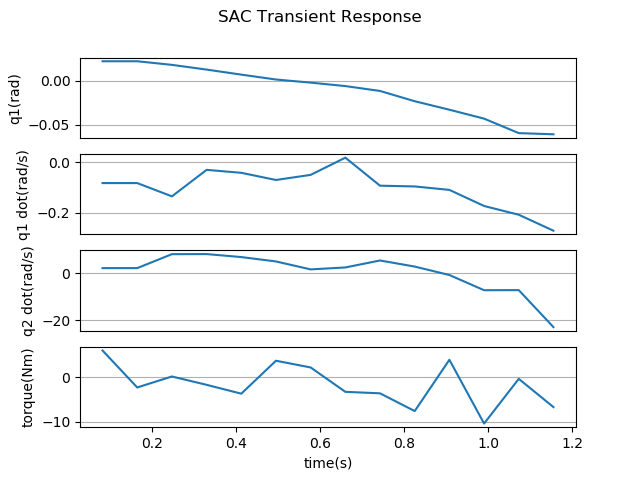 SAC Transient Response
q1(rad)
0.00
−0.05
q1 dot(rad/s)
0.0
−0.2
q2 dot(rad/s)
0
−20
torque(Nm)
0
−10
0.2 0.4 0.6 0.8 1.0 1.2
time(s)